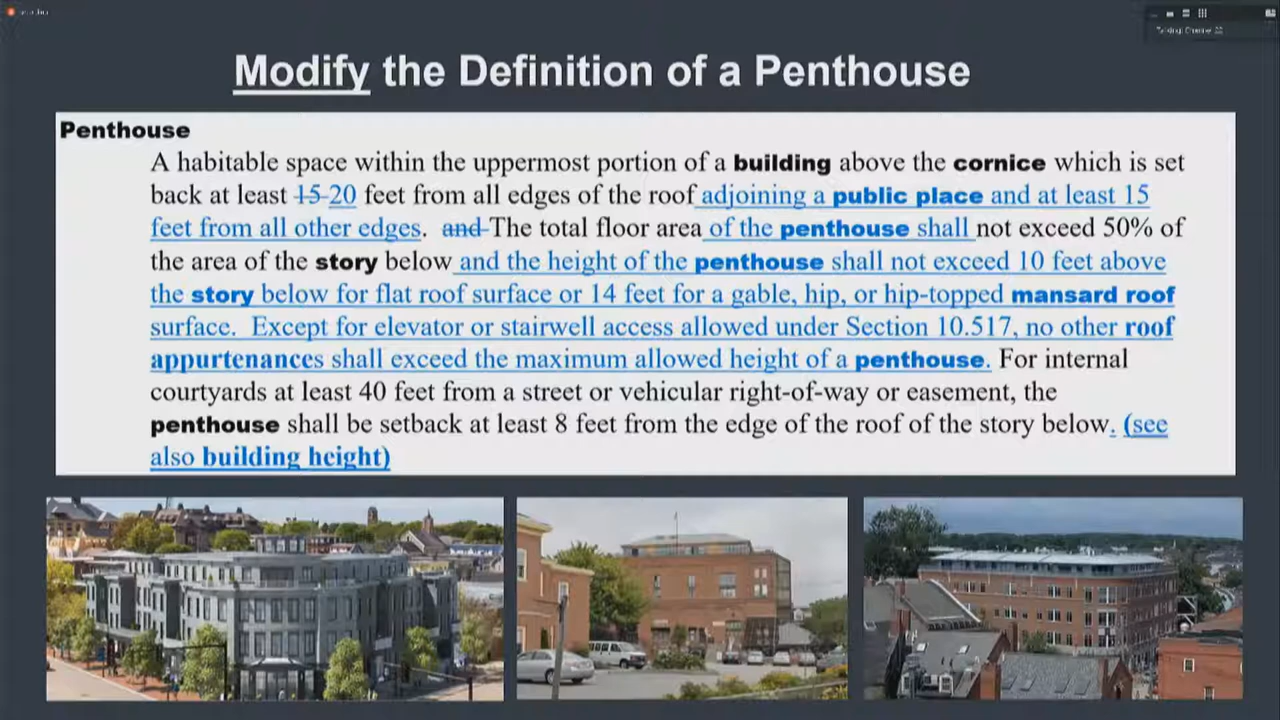 Modify the Definition of a Penthouse
Penthouse
A habitable space within the uppermost portion of a building above the cornice which is set
back at least 15 20 feet from all edges of the roof adjoining a public place and at least 15
feet from all other edges. and The total floor area of the penthouse shall not exceed 50% of
the area of the story below and the height of the penthouse shall not exceed 10 feet above
the story below for flat roof surface or 14 feet for a gable, hip, or hip-topped mansard roof
surface. Except for elevator or stairwell access allowed under Section 10.517, no other roof
appurtenances shall exceed the maximum allowed height of a penthouse. For internal
courtyards at least 40 feet from a street or vehicular right-of-way or easement, the
penthouse shall be setback at least 8 feet from the edge of the roof of the story below. (see
also building height)